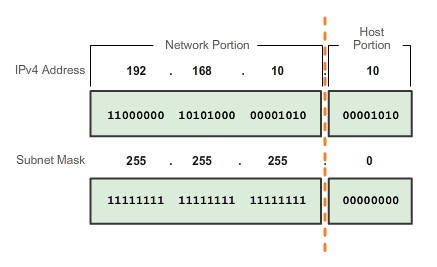 Network Portion
Host
Portion
IPv4 Address 192 . 168 . 10 . 10
11000000 10101000 00001010 00001010
Subnet Mask 255 . 255 . 255 . 0
11111111 11111111 11111111 00000000